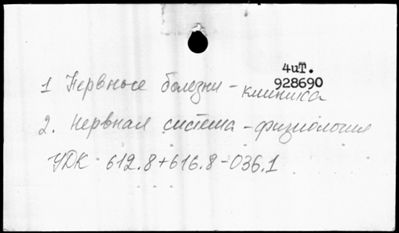 4иТ.
928690
1 Нервные болезни - клиника
2. Нервная система - физиология
УДК 612.8+616.8-036.1